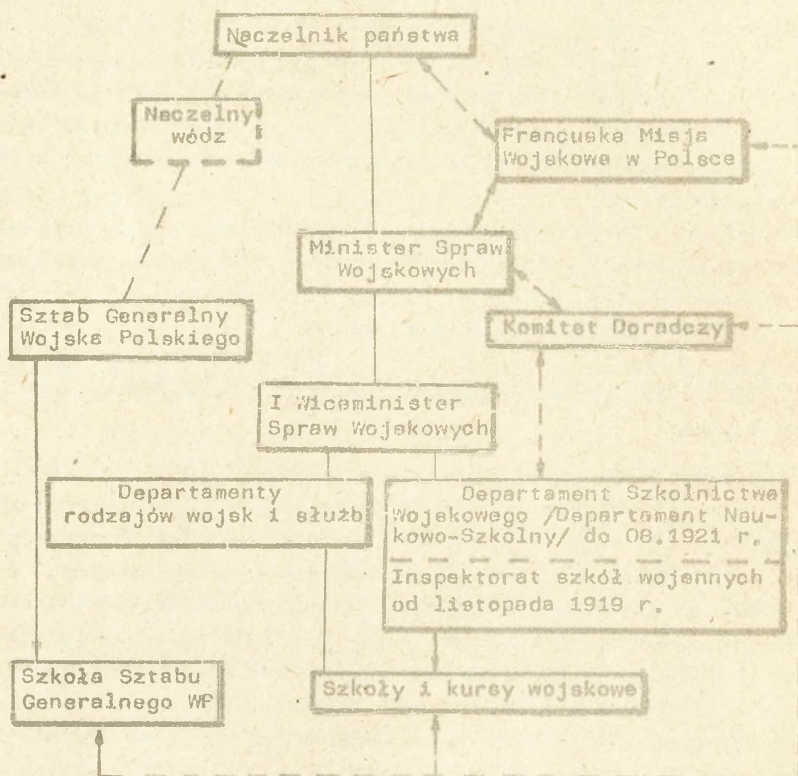 Naczelnik państwa
Naczelny
wódz
Francuska Misja
Wojskowa w Polsce
Minister Spraw
Wojskowych
Sztab Generalny
Wojska Polskiego
Komitet Doradczy
I Wiceminister
Spraw Wojskowych
Departamenty
rodzajów wojsk i służb
Departament Szkolnictwa
Wojskowego /Departament Nau-
kowo-Szkolny/ do 08.1921 r.
Inspektorat szkół wojennych
od listopada 1919 r.
Szkoła Sztabu
Generalnego WP
Szkoły i kursy wojskowe